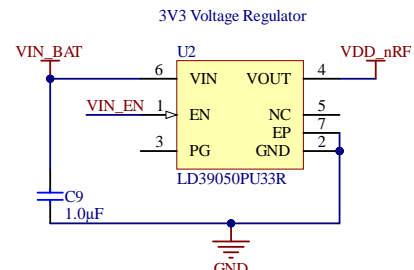 3V3 Voltage Regulator
VIN_BAT
U2
VDD_nRF
6 VIN VOUT 4
VIN_EN
1 EN NC 5
EP 7
3 PG GND 2
LD39050PU33R
C9
1.0µF
GND